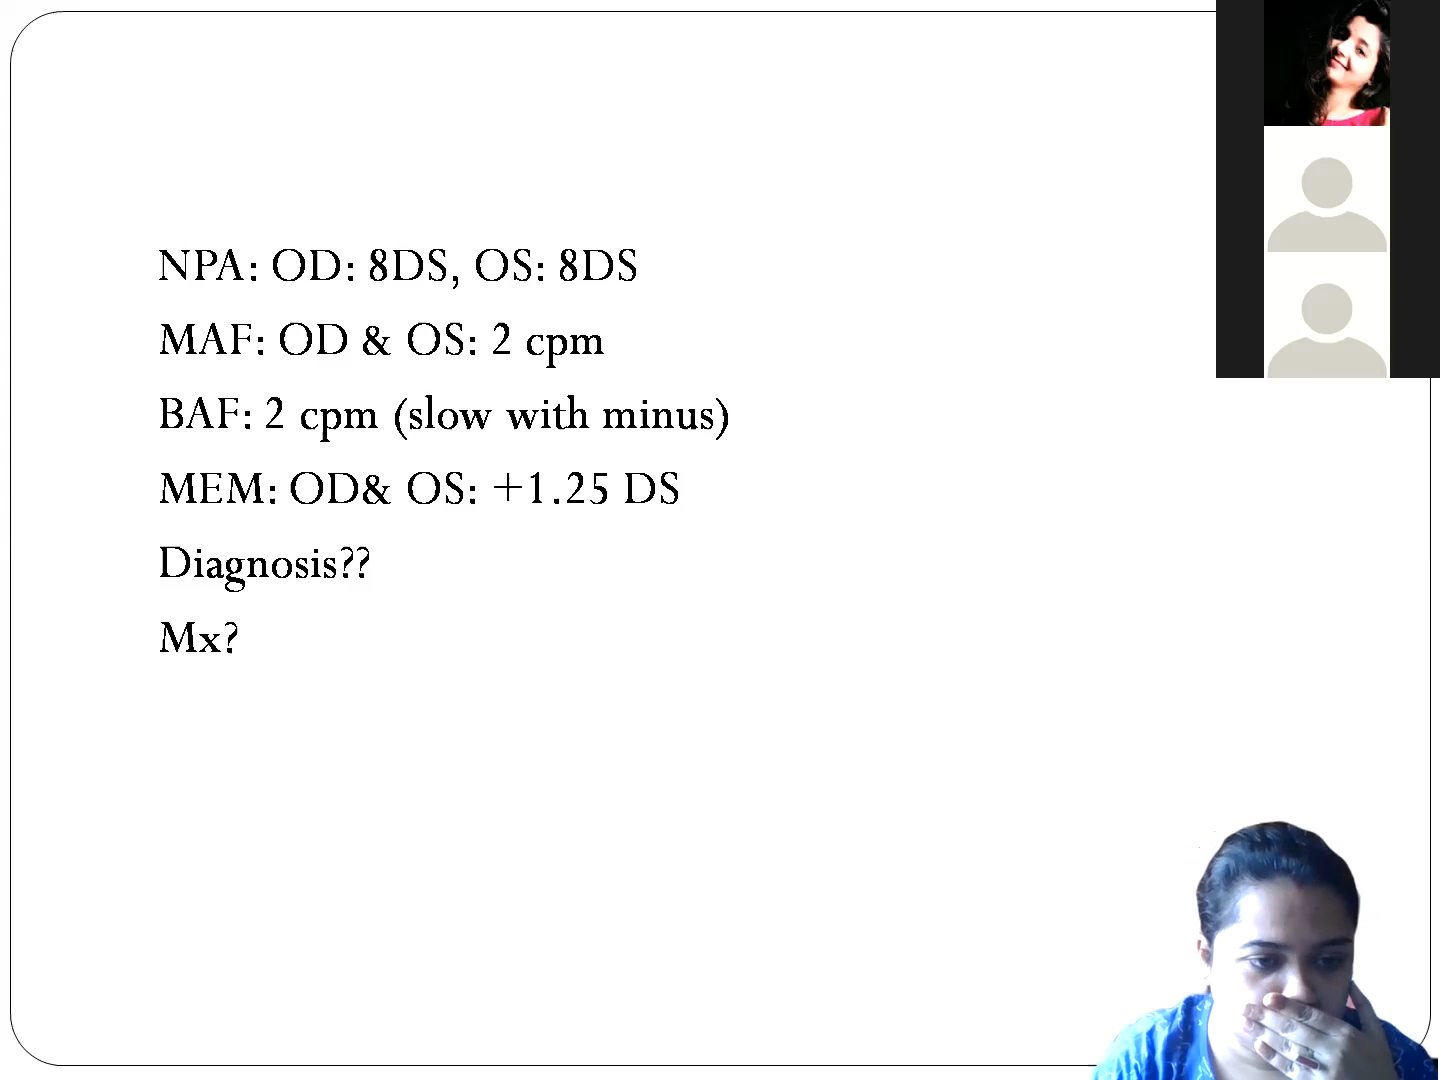 NPA: OD: 8DS, OS: 8DS
MAF: OD & OS: 2 cpm
BAF: 2 cpm (slow with minus)
MEM: OD& OS: +1.25 DS
Diagnosis??
Mx?